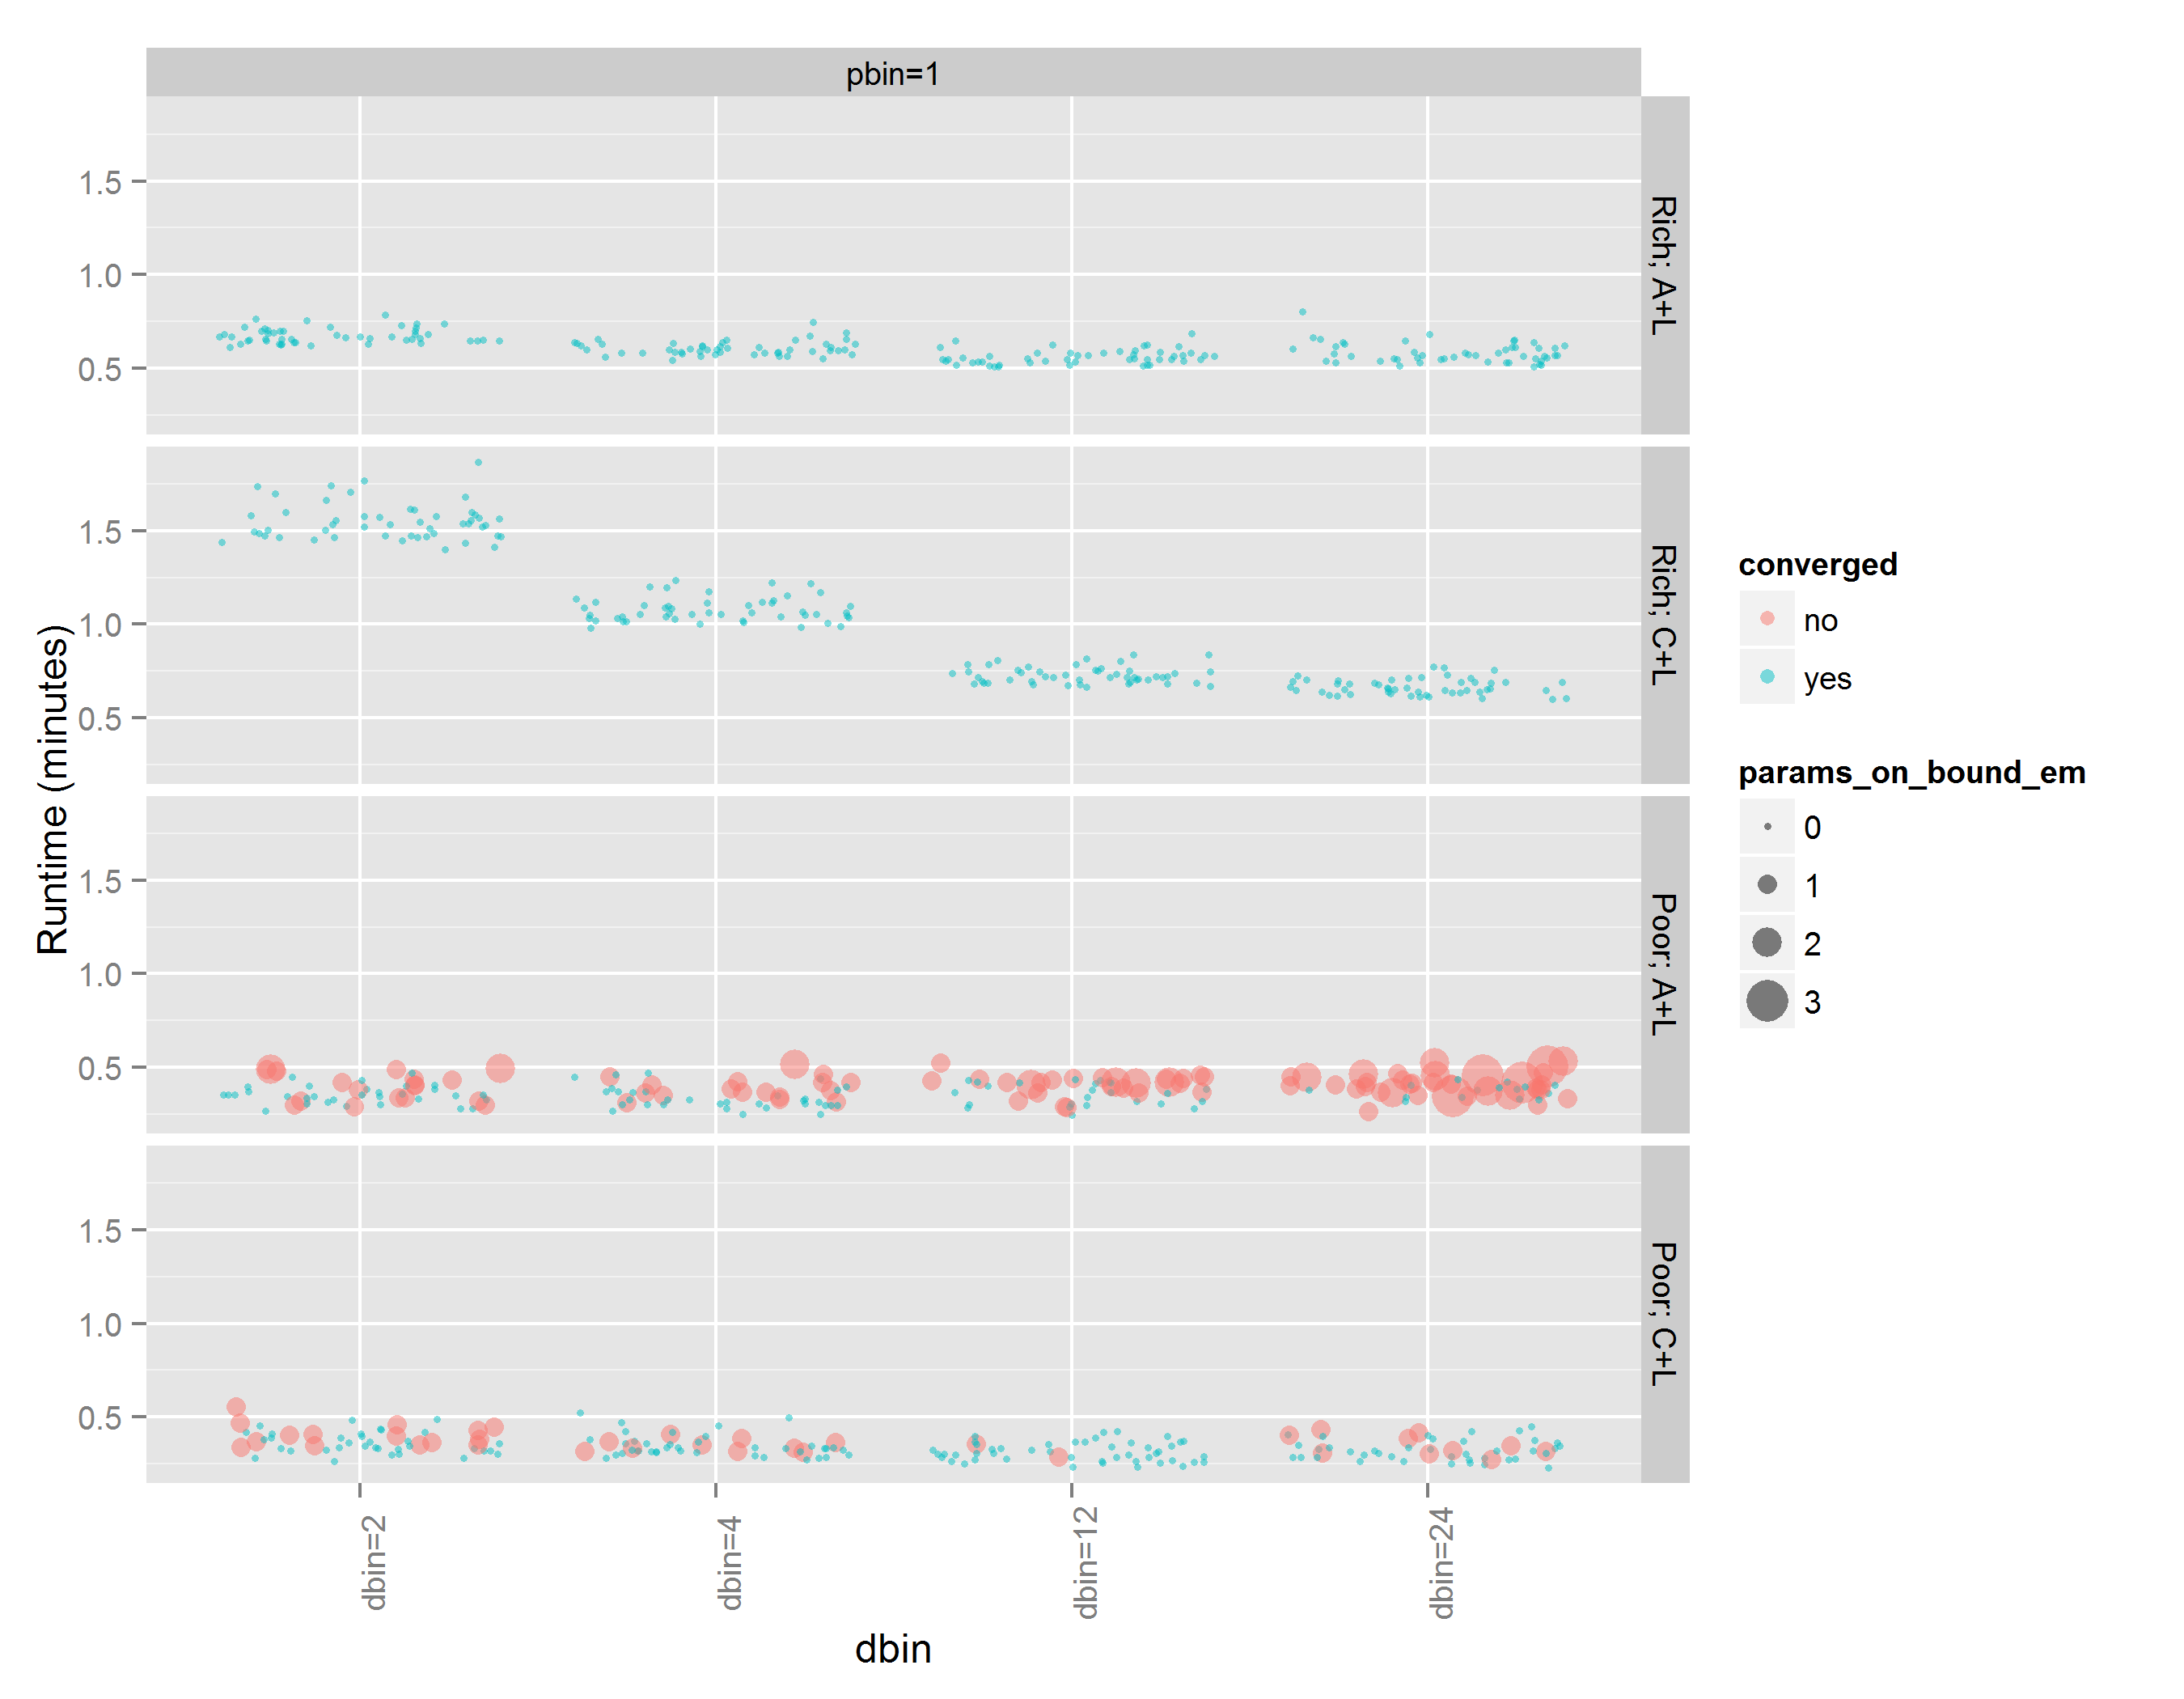 pbin=1
1.5
1.0
0.5
Rich; A+L
1.5
1.0
0.5
Rich; C+L
1.5
1.0
0.5
Poor; A+L
1.5
1.0
0.5
Poor; C+L
Runtime (minutes)
dbin=2
dbin=4
dbin=12
dbin=24
dbin
converged
no
yes
params_on_bound_em
0
1
2
3